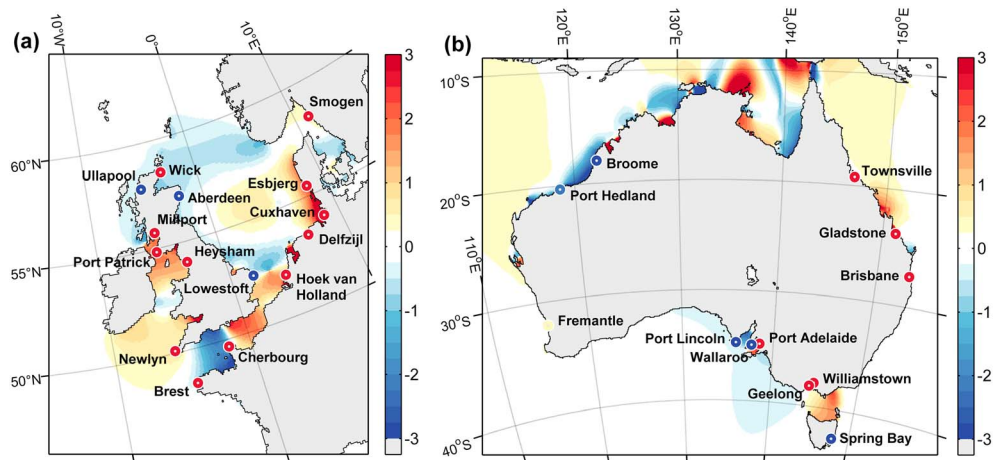 (a)
10°W
0°
10°E
60°N
55°N
50°N
Smogen
Ullapool
Wick
Aberdeen
Esbjerg
Cuxhaven
Millport
Delfzijl
Port Patrick
Heysham
Lowestoft
Hoek van
Holland
Newlyn
Cherbourg
Brest
3
2
1
0
-1
-2
-3
(b)
120°E
130°E
140°E
150°E
10°S
20°S
110°E
30°S
40°S
Broome
Port Hedland
Townsville
Gladstone
Brisbane
Fremantle
Port Lincoln
Port Adelaide
Wallaroo
Williamstown
Geelong
Spring Bay
3
2
1
0
-1
-2
-3